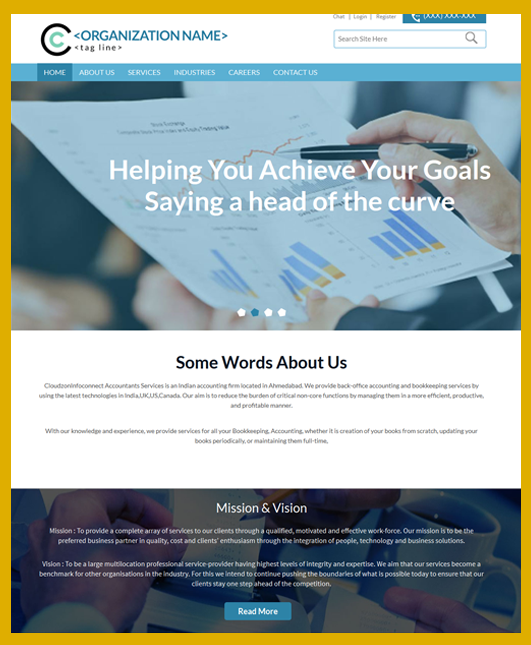 Chat | Login | Register
(XXX) XXX-XXX
<ORGANIZATION NAME>
<tag line>
Search Site Here
HOME ABOUT US SERVICES INDUSTRIES CAREERS CONTACT US
Stock Exchange
Helping You Achieve Your Goals
Saying a head of the curve
Some Words About Us
CloudzonInfoconnect Accountants Services is an Indian accounting firm located in Ahmedabad. We provide back-office accounting and bookkeeping services by
using the latest technologies in India,UK,US,Canada. Our aim is to reduce the burden of critical non-core functions by managing them in a more efficient, productive,
and profitable manner.
With our knowledge and experience, we provide services for all your Bookkeeping, Accounting, whether it is creation of your books from scratch, updating your
books periodically, or maintaining them full-time,
Mission & Vision
Mission : To provide a complete array of services to our clients through a qualified, motivated and effective work-force. Our mission is to be the
preferred business partner in quality, cost and clients' enthusiasm through the integration of people, technology and business solutions.
Vision : To be a large multilocation professional service-provider having highest levels of integrity and expertise. We aim that our services become a
benchmark for other organisations in the industry. For this we intend to continue pushing the boundaries of what is possible today to ensure that our
clients stay one step ahead of the competition.
Read More